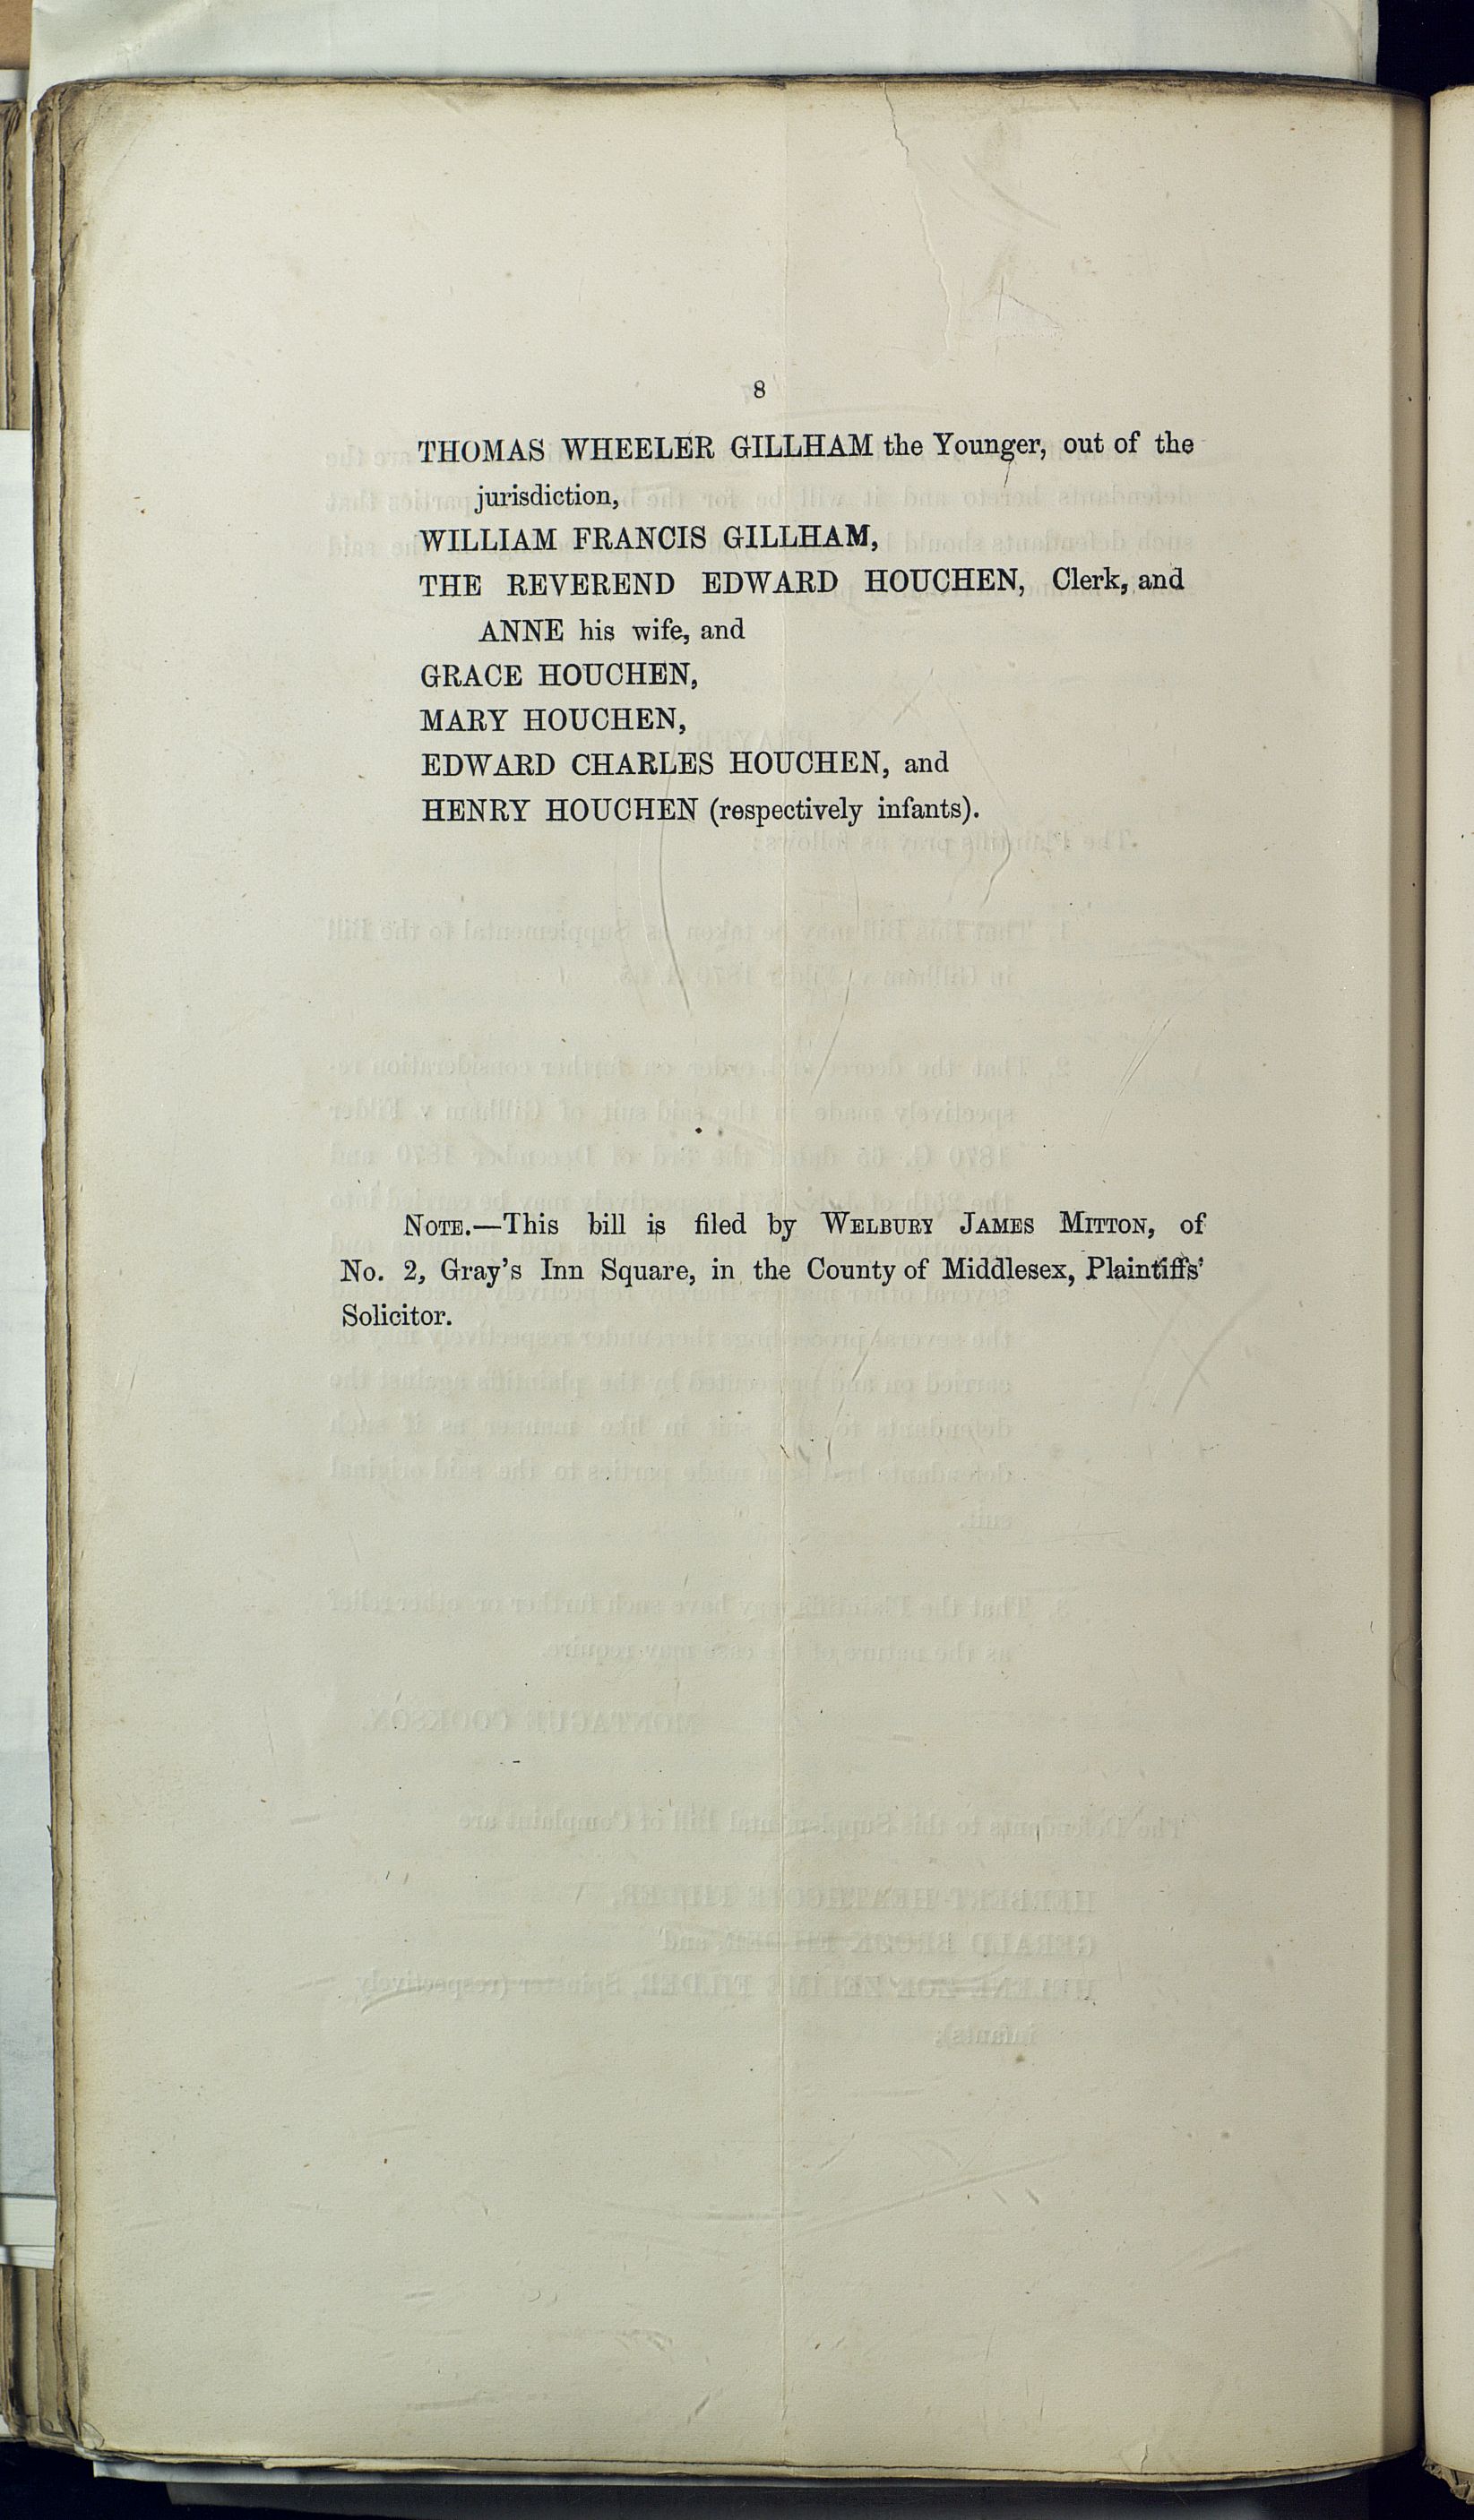 8
THOMAS WHEELER GILLHAM the Younger, out of the
jurisdiction,
WILLIAM FRANCIS GILLHAM,
THE REVEREND EDWARD HOUCHEN, Clerk, and
ANNE his wife, and
GRACE HOUCHEN,
MARY HOUCHEN,
EDWARD CHARLES HOUCHEN, and
HENRY HOUCHEN (respectively infants).
NOTE.—This bill is filed by WELBURY JAMES MITTON, of
No. 2, Gray's Inn Square, in the County of Middlesex, Plaintiffs'
Solicitor.